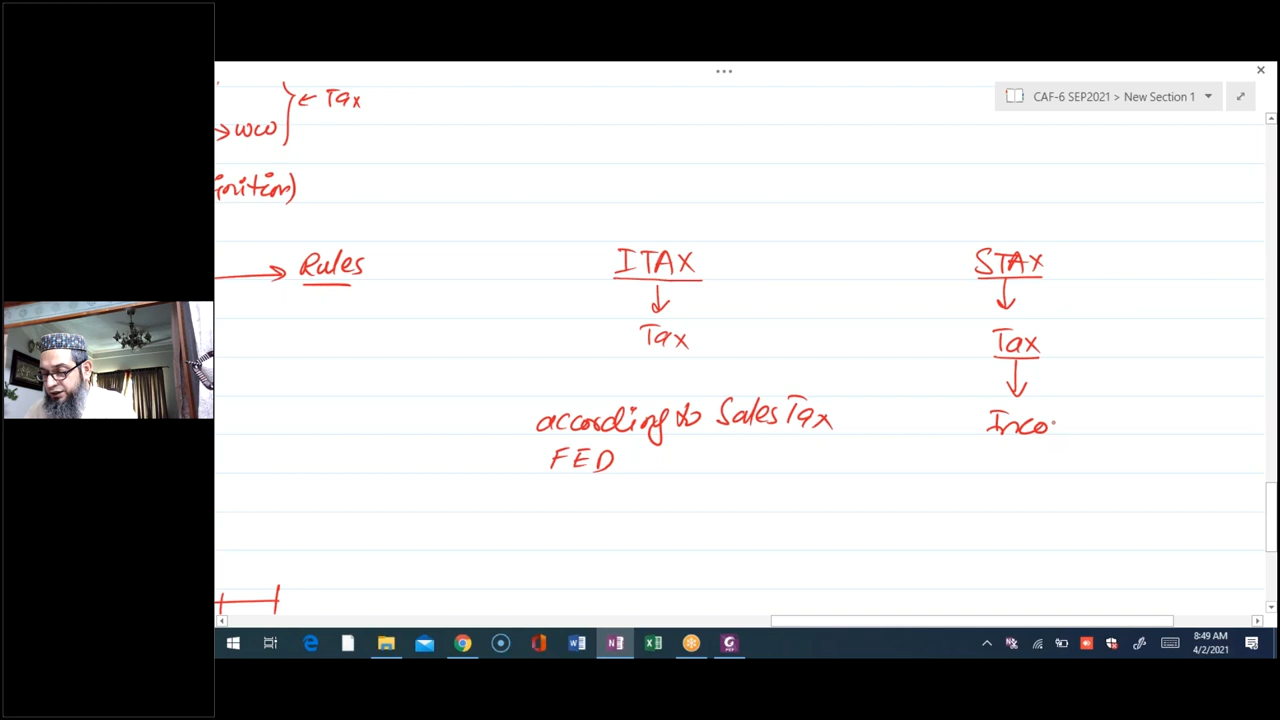 CAF-6 SEP2021 > New Section 1
← Tax
→ WCO
inition)
→ Rules
ITAX
STAX
Tax
Tax
according to Sales Tax
Inco
FED
8:49 AM
4/2/2021